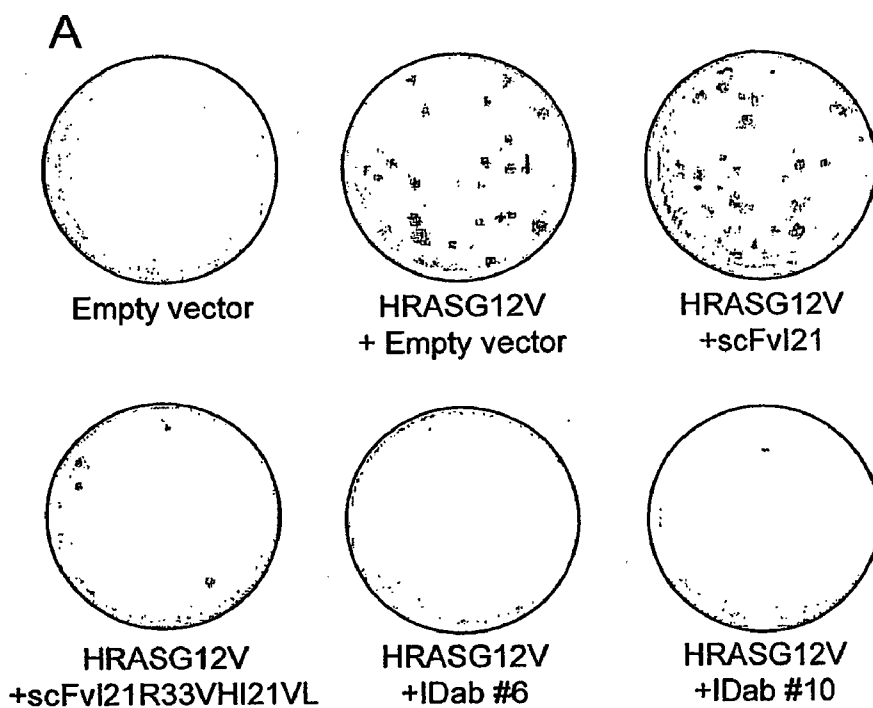 A
Empty vector
HRASG12V
+ Empty vector
HRASG12V
+scFvI21
HRASG12V
+scFvI21R33VHI21VL
HRASG12V
+IDab #6
HRASG12V
+IDab #10